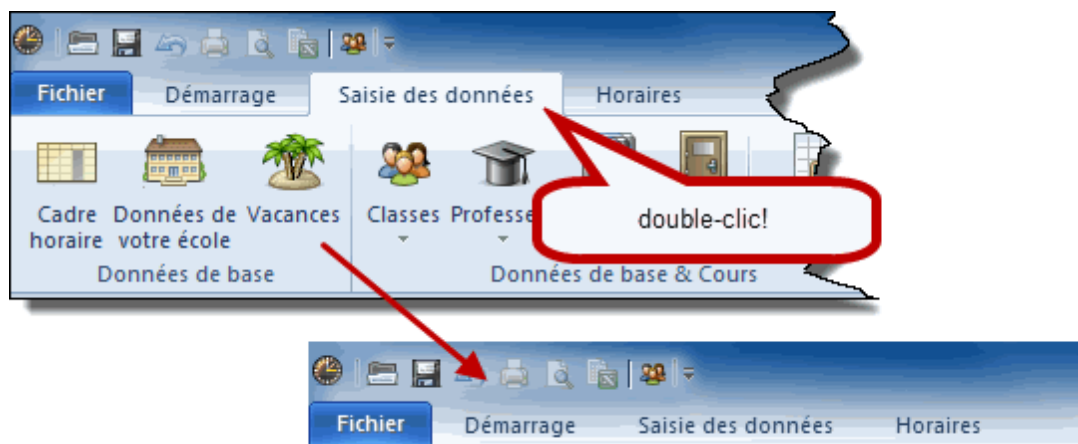 Fichier Démarrage Saisie des données Horaires
Cadre horaire Données de votre école Vacances Classes
double-clic!
Données de base Données de base & Cours
Fichier Démarrage Saisie des données Horaires